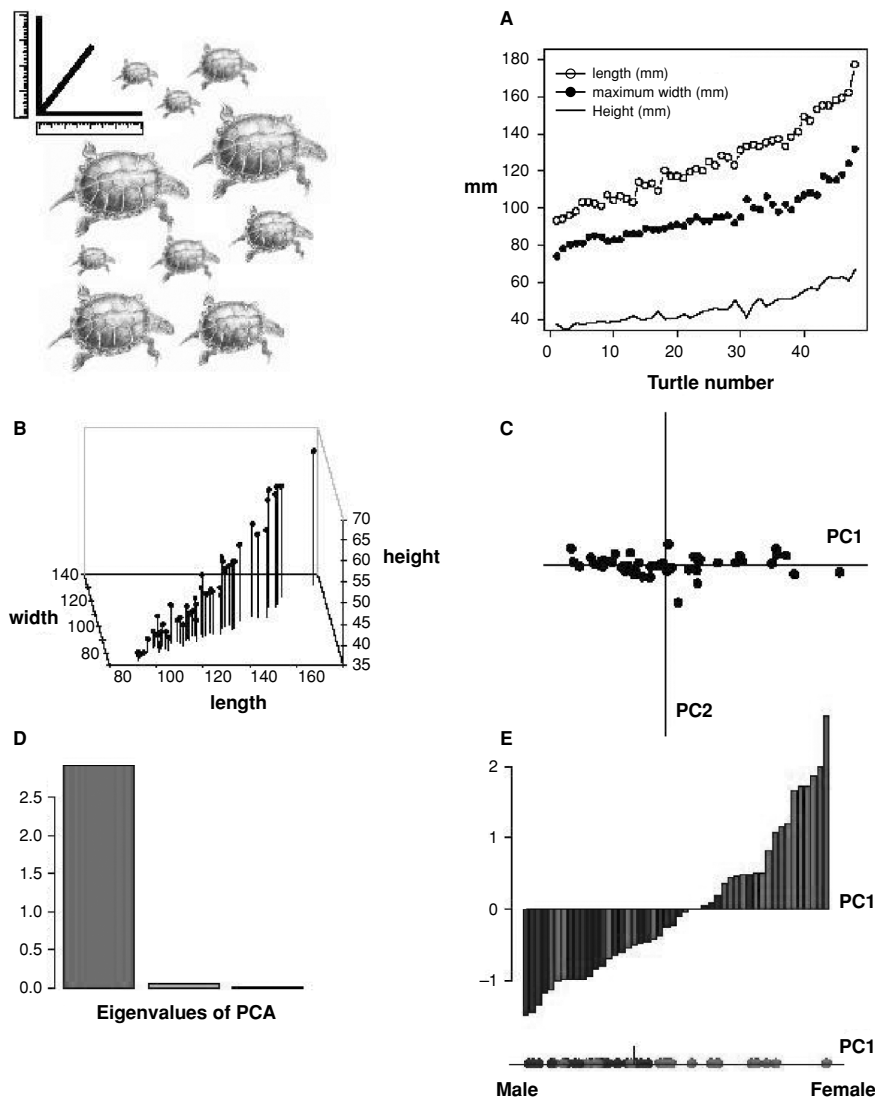 A
180
160
140
120
100
80
60
40
mm
length (mm)
maximum width (mm)
Height (mm)
0 10 20 30 40
Turtle number
B
140
120
100
80
width
80 100 120 140 160
length
70
65
60
55
50
45
40
35
height
C
PC1
PC2
D
2.5
2.0
1.5
1.0
0.5
0.0
Eigenvalues of PCA
E
2
1
0
–1
PC1
PC1
Male Female